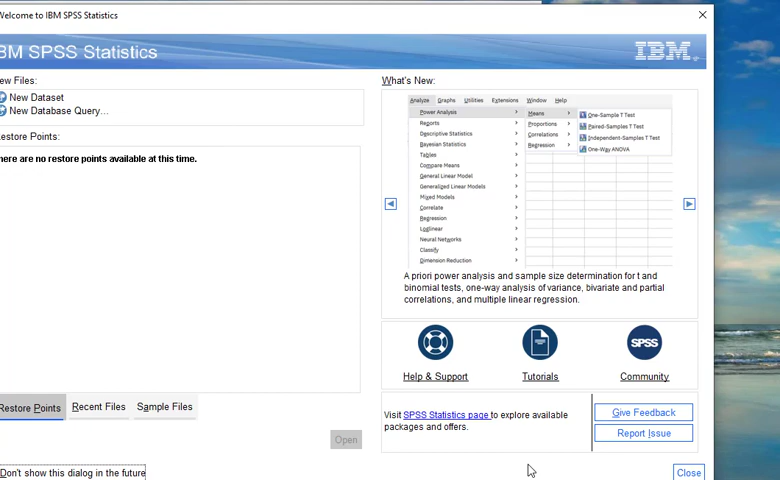 Welcome to IBM SPSS Statistics
BM SPSS Statistics
IBM
ew Files:
New Dataset
New Database Query...
Restore Points:
here are no restore points available at this time.
Restore Points
Recent Files
Sample Files
Open
Don't show this dialog in the future
What's New:
Analyze Graphs Utilities Extensions Window Help
Power Analysis
Reports
Descriptive Statistics
Bayesian Statistics
Tables
Compare Means
General Linear Model
Generalized Linear Models
Mixed Models
Correlate
Regression
Loglinear
Neural Networks
Classify
Dimension Reduction
Means
Proportions
Correlations
Regression
One-Sample T Test
Paired-Samples T Test
Independent-Samples T Test
One-Way ANOVA
A priori power analysis and sample size determination for t and
binomial tests, one-way analysis of variance, bivariate and partial
correlations, and multiple linear regression.
SPSS
Help & Support
Tutorials
Community
Visit SPSS Statistics page to explore available
packages and offers.
Give Feedback
Report Issue
Close